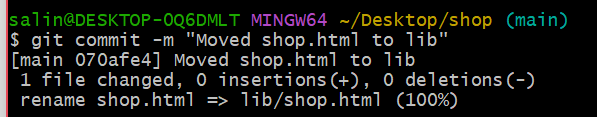 salin@DESKTOP-OQ6DMLT MINGW64 ~/Desktop/shop (main)
$ git commit -m "Moved shop.html to lib"
[main 070afe4] Moved shop.html to lib
 1 file changed, 0 insertions(+), 0 deletions(-)
 rename shop.html => lib/shop.html (100%)